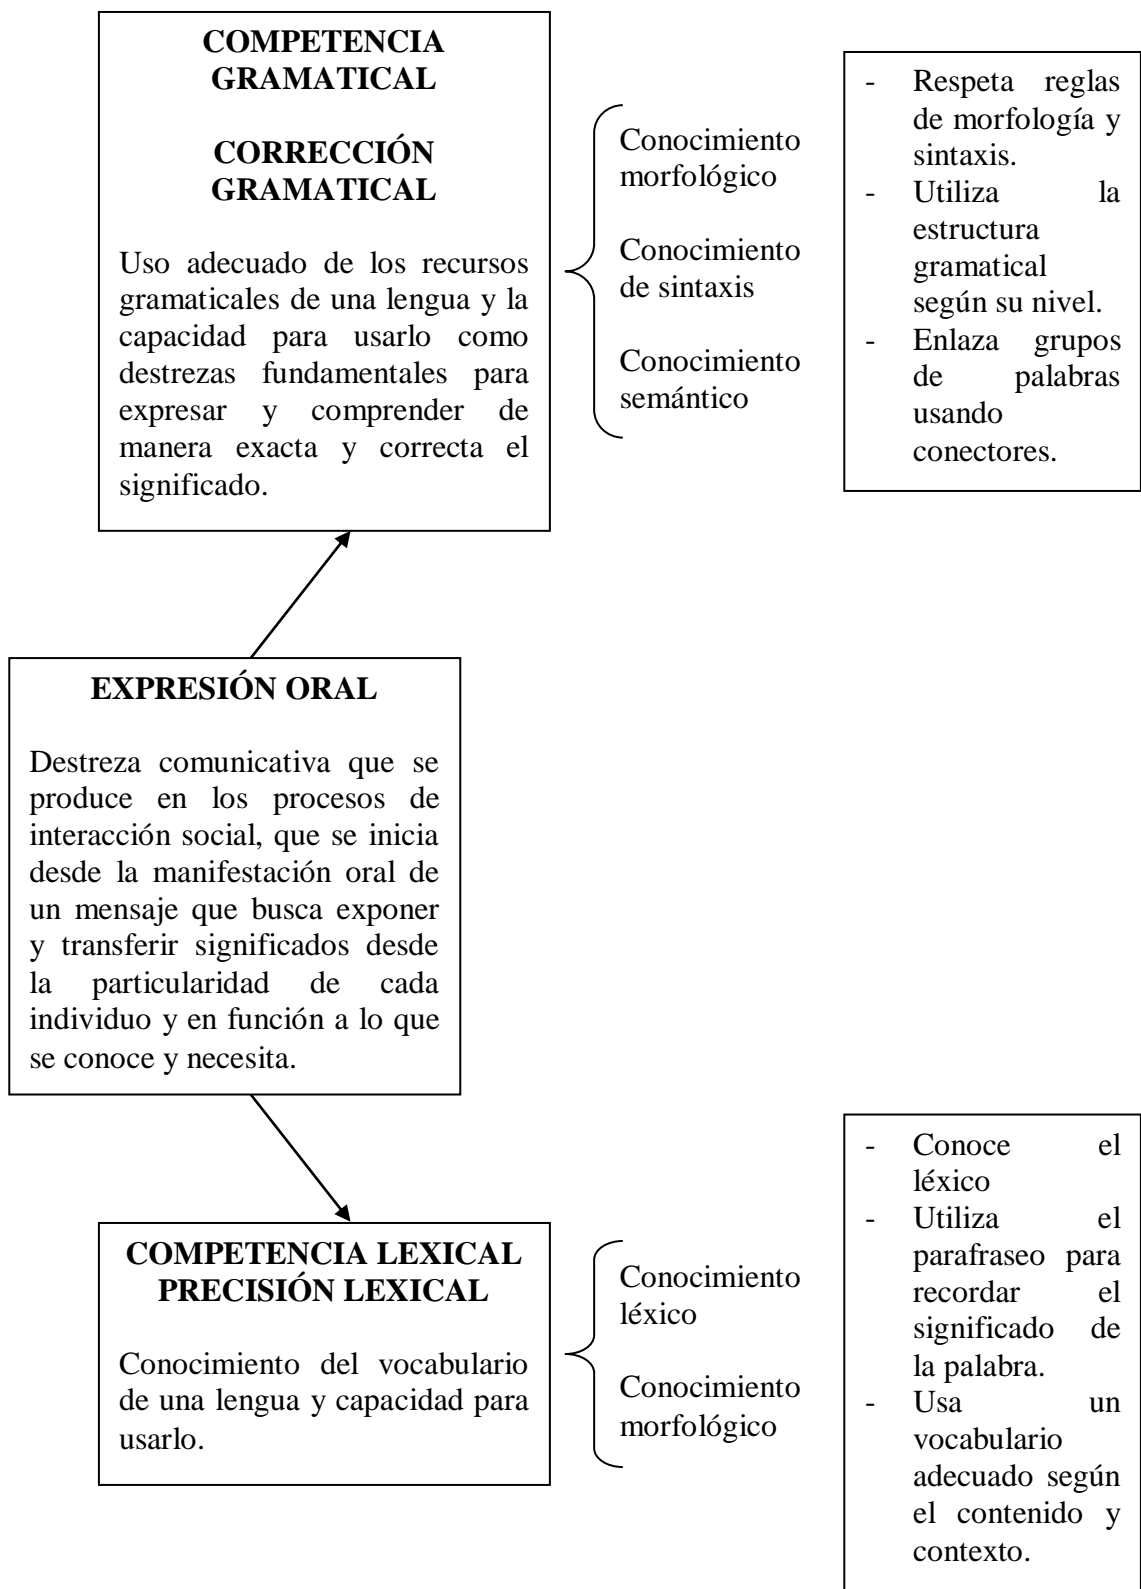 COMPETENCIA
GRAMATICAL
CORRECCIÓN
GRAMATICAL
Uso adecuado de los recursos
gramaticales de una lengua y la
capacidad para usarlo como
destrezas fundamentales para
expresar y comprender de
manera exacta y correcta el
significado.
Conocimiento
morfológico
Conocimiento
de sintaxis
Conocimiento
semántico
- Respeta reglas
de morfología y
sintaxis.
- Utiliza la
estructura
gramatical
según su nivel.
- Enlaza grupos
de palabras
usando
conectores.
EXPRESIÓN ORAL
Destreza comunicativa que se
produce en los procesos de
interacción social, que se inicia
desde la manifestación oral de
un mensaje que busca exponer
y transferir significados desde
la particularidad de cada
individuo y en función a lo que
se conoce y necesita.
COMPETENCIA LEXICAL
PRECISIÓN LEXICAL
Conocimiento del vocabulario
de una lengua y capacidad para
usarlo.
Conocimiento
léxico
Conocimiento
morfológico
- Conoce el
léxico
- Utiliza el
parafraseo para
recordar el
significado de
la palabra.
- Usa un
vocabulario
adecuado según
el contenido y
contexto.